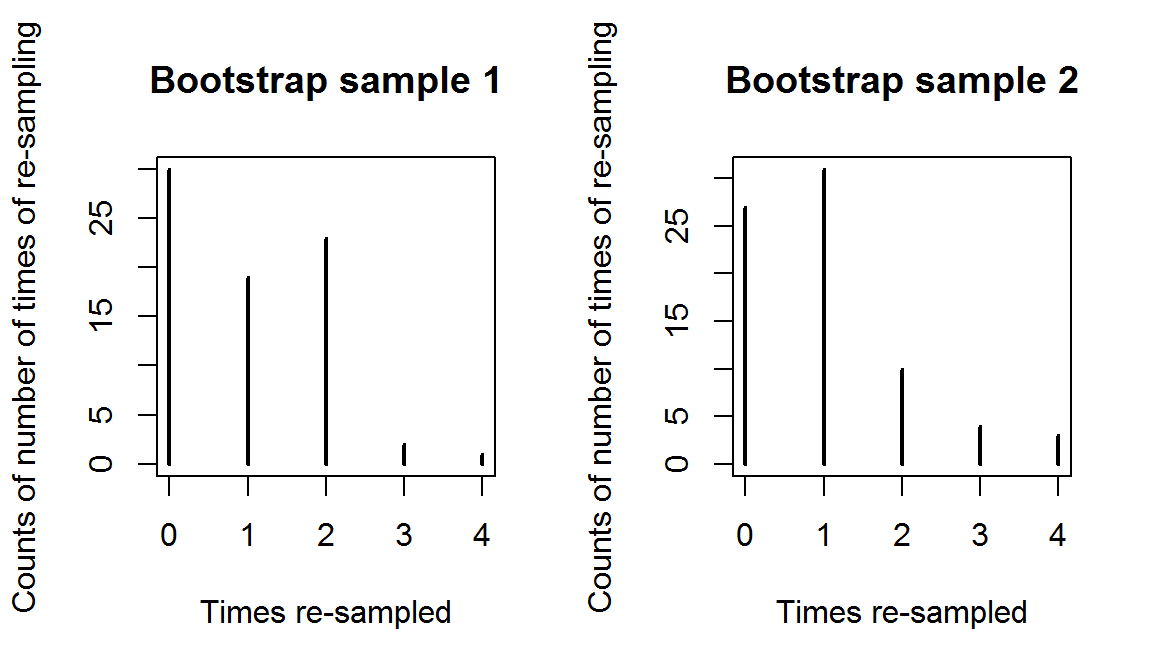 Bootstrap sample 1
Counts of number of times of re-sampling
25
15
5
0
0 1 2 3 4
Times re-sampled
Bootstrap sample 2
Counts of number of times of re-sampling
25
15
5
0
0 1 2 3 4
Times re-sampled